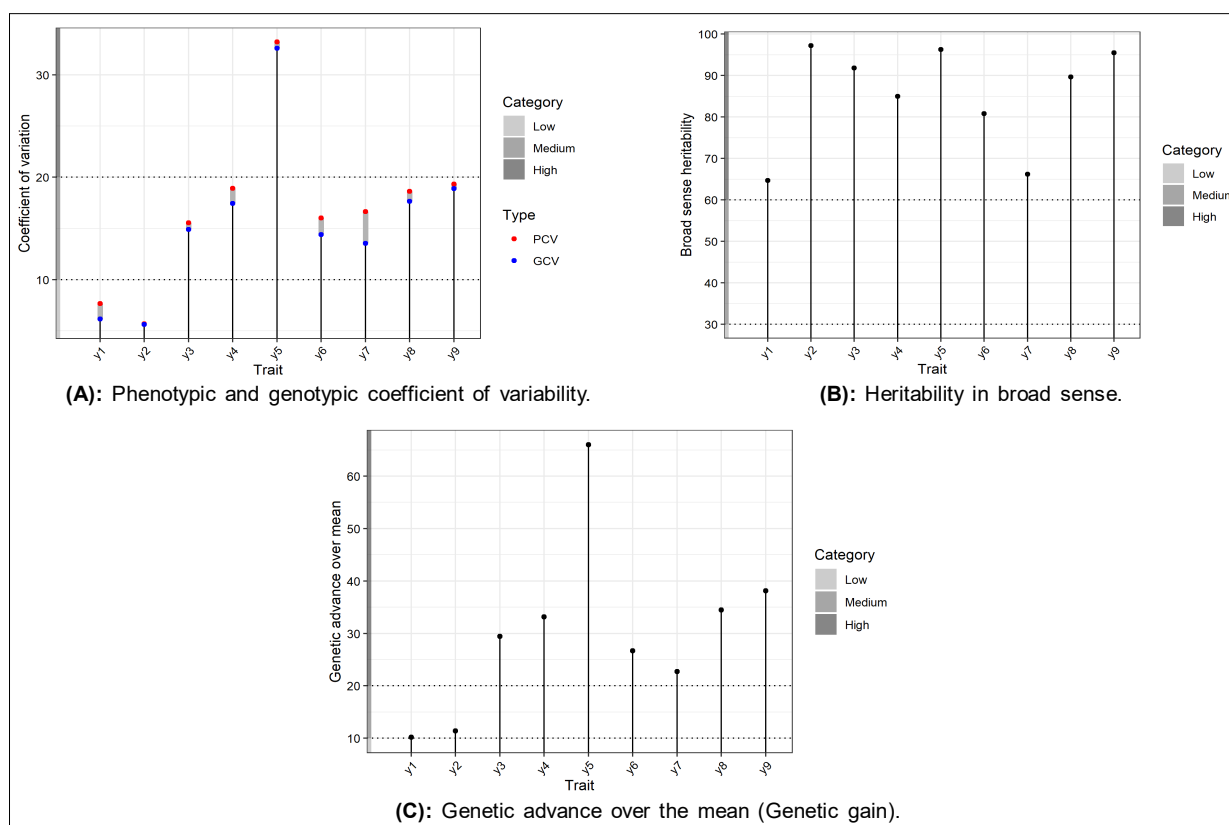 Coefficient of variation
30
20
10
y1 y2 y3 y4 y5 y6 y7 y8 y9
Trait
Category
Low
Medium
High
Type
PCV
GCV
(A): Phenotypic and genotypic coefficient of variability.
Broad sense heritability
100
90
80
70
60
50
40
30
y1 y2 y3 y4 y5 y6 y7 y8 y9
Trait
Category
Low
Medium
High
(B): Heritability in broad sense.
Genetic advance over mean
60
50
40
30
20
10
y1 y2 y3 y4 y5 y6 y7 y8 y9
Trait
Category
Low
Medium
High
(C): Genetic advance over the mean (Genetic gain).